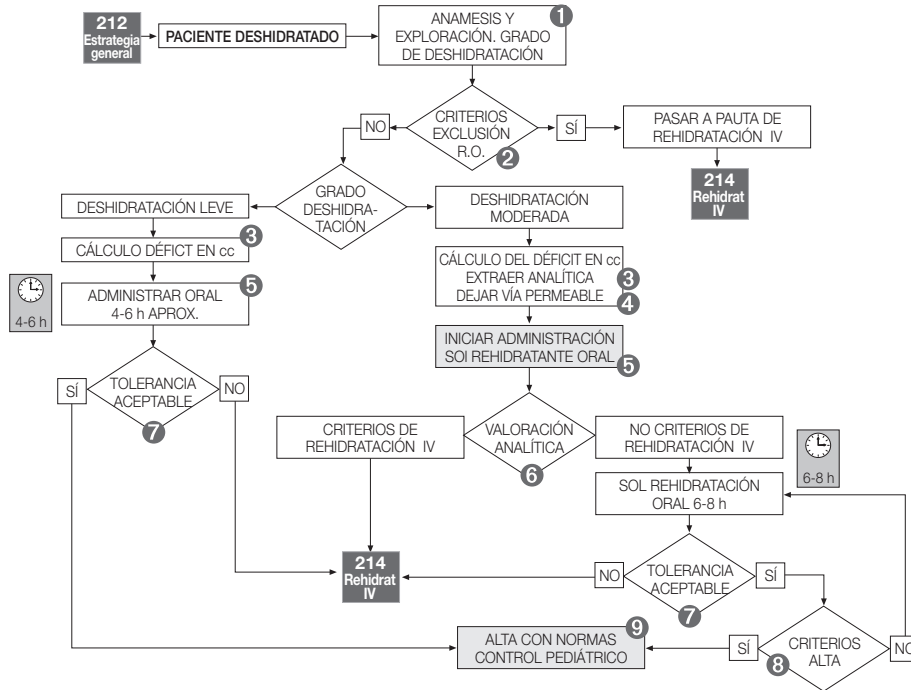 212
Estrategia
general
PACIENTE DESHIDRATADO
1
ANAMESIS Y
EXPLORACIÓN. GRADO
DE DESHIDRATACIÓN
NO
CRITERIOS
EXCLUSIÓN
R.O.
2
SÍ
PASAR A PAUTA DE
REHIDRATACIÓN IV
214
Rehidrat
IV
GRADO
DESHIDRA-
TACIÓN
DESHIDRATACIÓN LEVE
DESHIDRATACIÓN
MODERADA
CÁLCULO DÉFICT EN cc
3
CÁLCULO DEL DÉFICIT EN cc
EXTRAER ANALÍTICA
DEJAR VÍA PERMEABLE
3
4
4-6 h
ADMINISTRAR ORAL
4-6 h APROX.
5
INICIAR ADMINISTRACIÓN
SOI REHIDRATANTE ORAL
5
SÍ
TOLERANCIA
ACEPTABLE
7
NO
CRITERIOS DE
REHIDRATACIÓN IV
VALORACIÓN
ANALÍTICA
6
NO CRITERIOS DE
REHIDRATACIÓN IV
6-8 h
SOL REHIDRATACIÓN
ORAL 6-8 h
214
Rehidrat
IV
NO
TOLERANCIA
ACEPTABLE
7
SÍ
9
ALTA CON NORMAS
CONTROL PEDIÁTRICO
SÍ
CRITERIOS
ALTA
8
NO